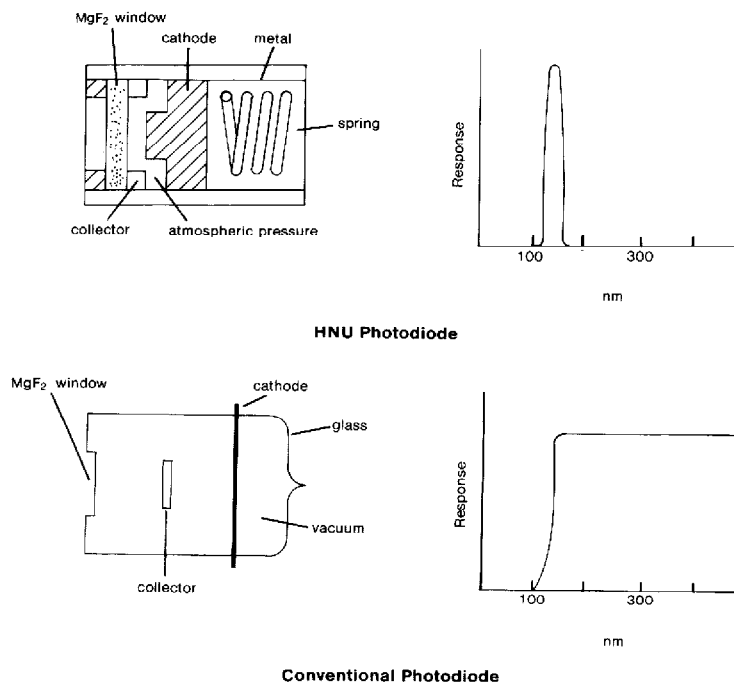 MgF₂ window
cathode
metal
spring
collector
atmospheric pressure
Response
100
300
nm
HNU Photodiode
MgF₂ window
cathode
glass
vacuum
collector
Response
100
300
nm
Conventional Photodiode